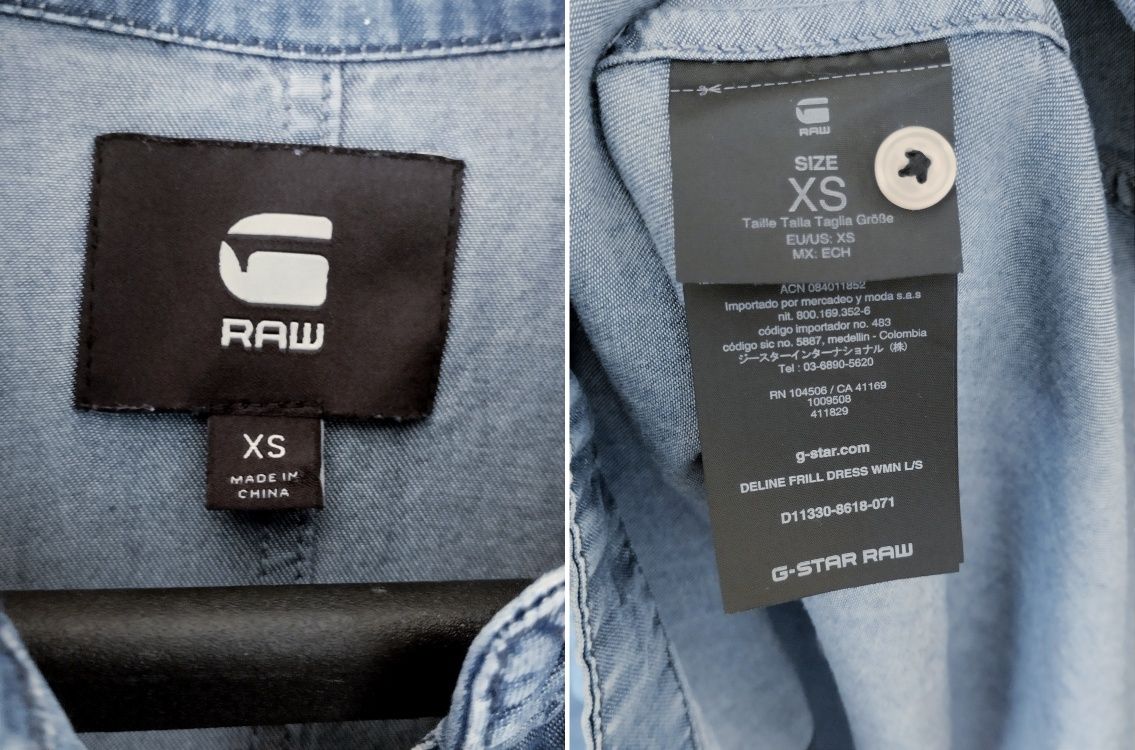 RAW
XS
MADE IN
CHINA
RAW
SIZE
XS
Taille Talla Taglia Größe
EU/US: XS
MX: ECH
ACN 084011852
Importado por mercadeo y moda s.a.s
nit. 800.169.352-6
código importador no. 483
código sic no. 5887, medellin - Colombia
ジースターインターナショナル（株）
Tel : 03-6890-5620
RN 104506 / CA 41169
1009508
411829
g-star.com
DELINE FRILL DRESS WMN L/S
D11330-8618-071
G-STAR RAW